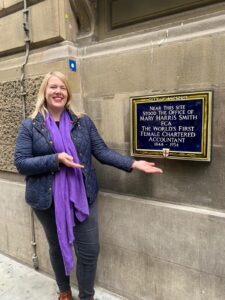 NEAR THIS SITE
STOOD THE OFFICE OF
MARY HARRIS SMITH
FCA
THE WORLD'S FIRST
FEMALE CHARTERED
ACCOUNTANT
1844 - 1934